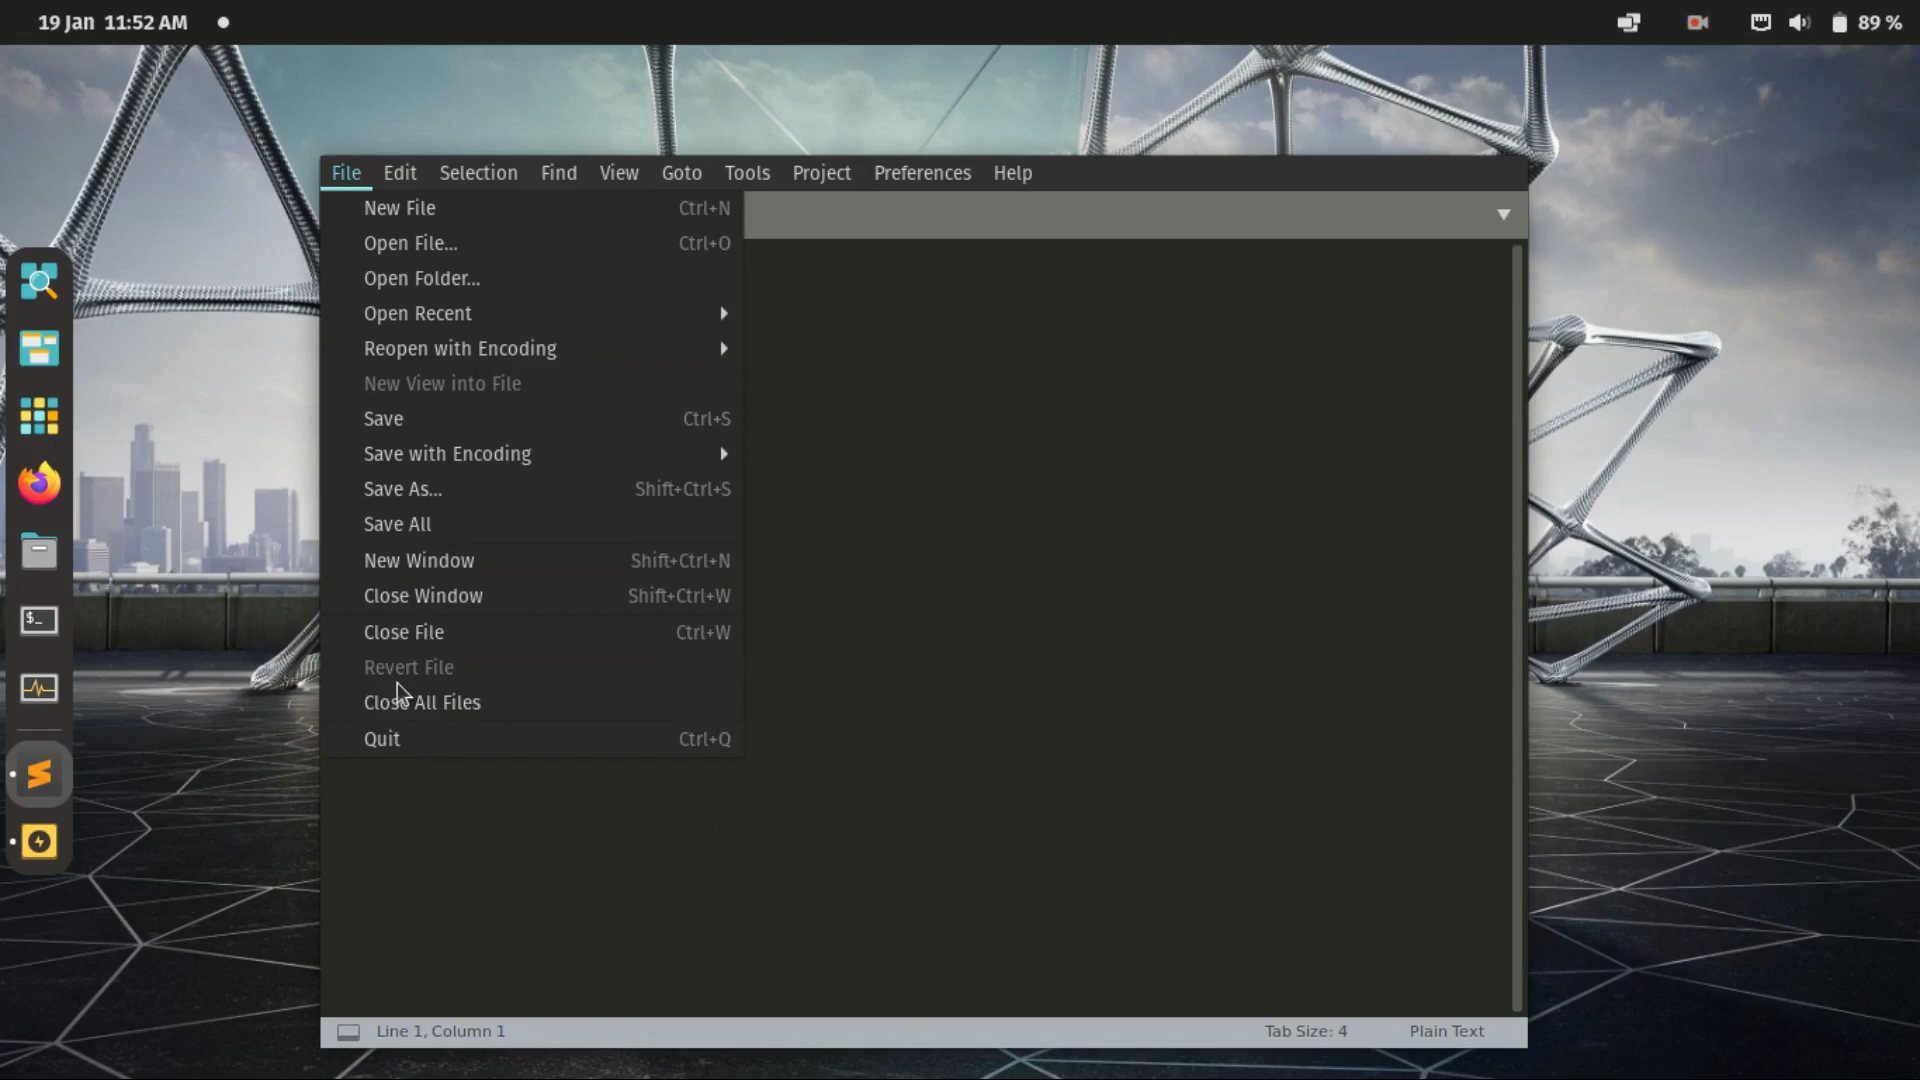 19 Jan 11:52 AM
89 %
File Edit Selection Find View Goto Tools Project Preferences Help
New File Ctrl+N
Open File... Ctrl+O
Open Folder...
Open Recent
Reopen with Encoding
New View into File
Save Ctrl+S
Save with Encoding
Save As... Shift+Ctrl+S
Save All
New Window Shift+Ctrl+N
Close Window Shift+Ctrl+W
Close File Ctrl+W
Revert File
Close All Files
Quit Ctrl+Q
$_
Line 1, Column 1 Tab Size: 4 Plain Text